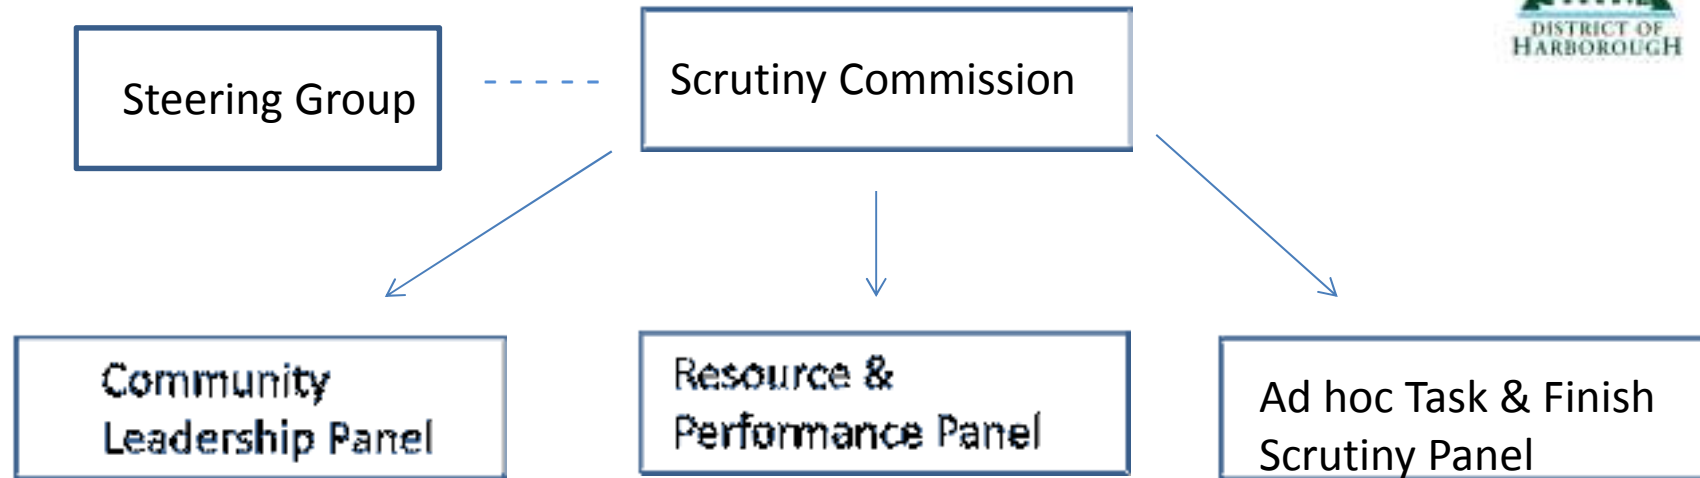 DISTRICT OF
HARBOROUGH
Steering Group
Scrutiny Commission
Community
Leadership Panel
Resource &
Performance Panel
Ad hoc Task & Finish
Scrutiny Panel